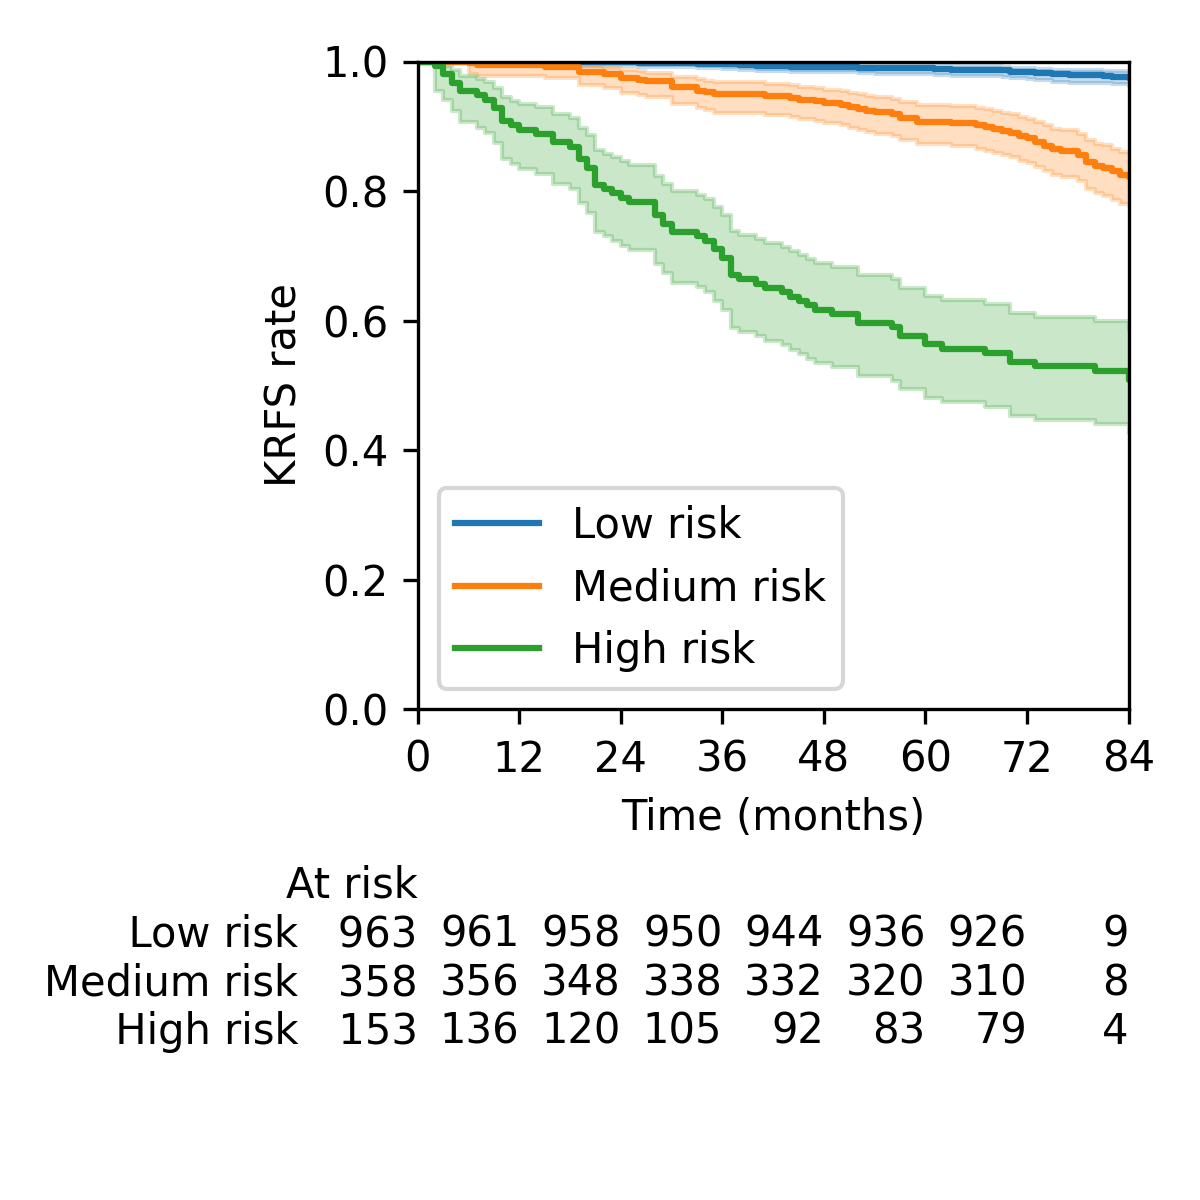 1.0
0.8
0.6
0.4
0.2
0.0
KRFS rate
Low risk
Medium risk
High risk
0 12 24 36 48 60 72 84
Time (months)
At risk
Low risk 963 961 958 950 944 936 926 9
Medium risk 358 356 348 338 332 320 310 8
High risk 153 136 120 105 92 83 79 4